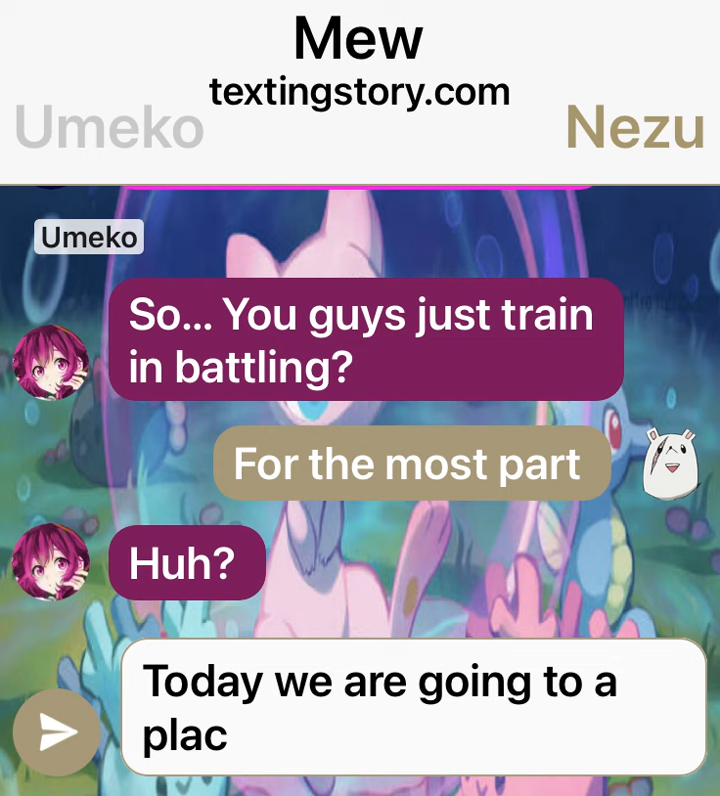 Mew
textingstory.com
Umeko
Nezu
Umeko
So... You guys just train
in battling?
For the most part
Huh?
Today we are going to a
plac